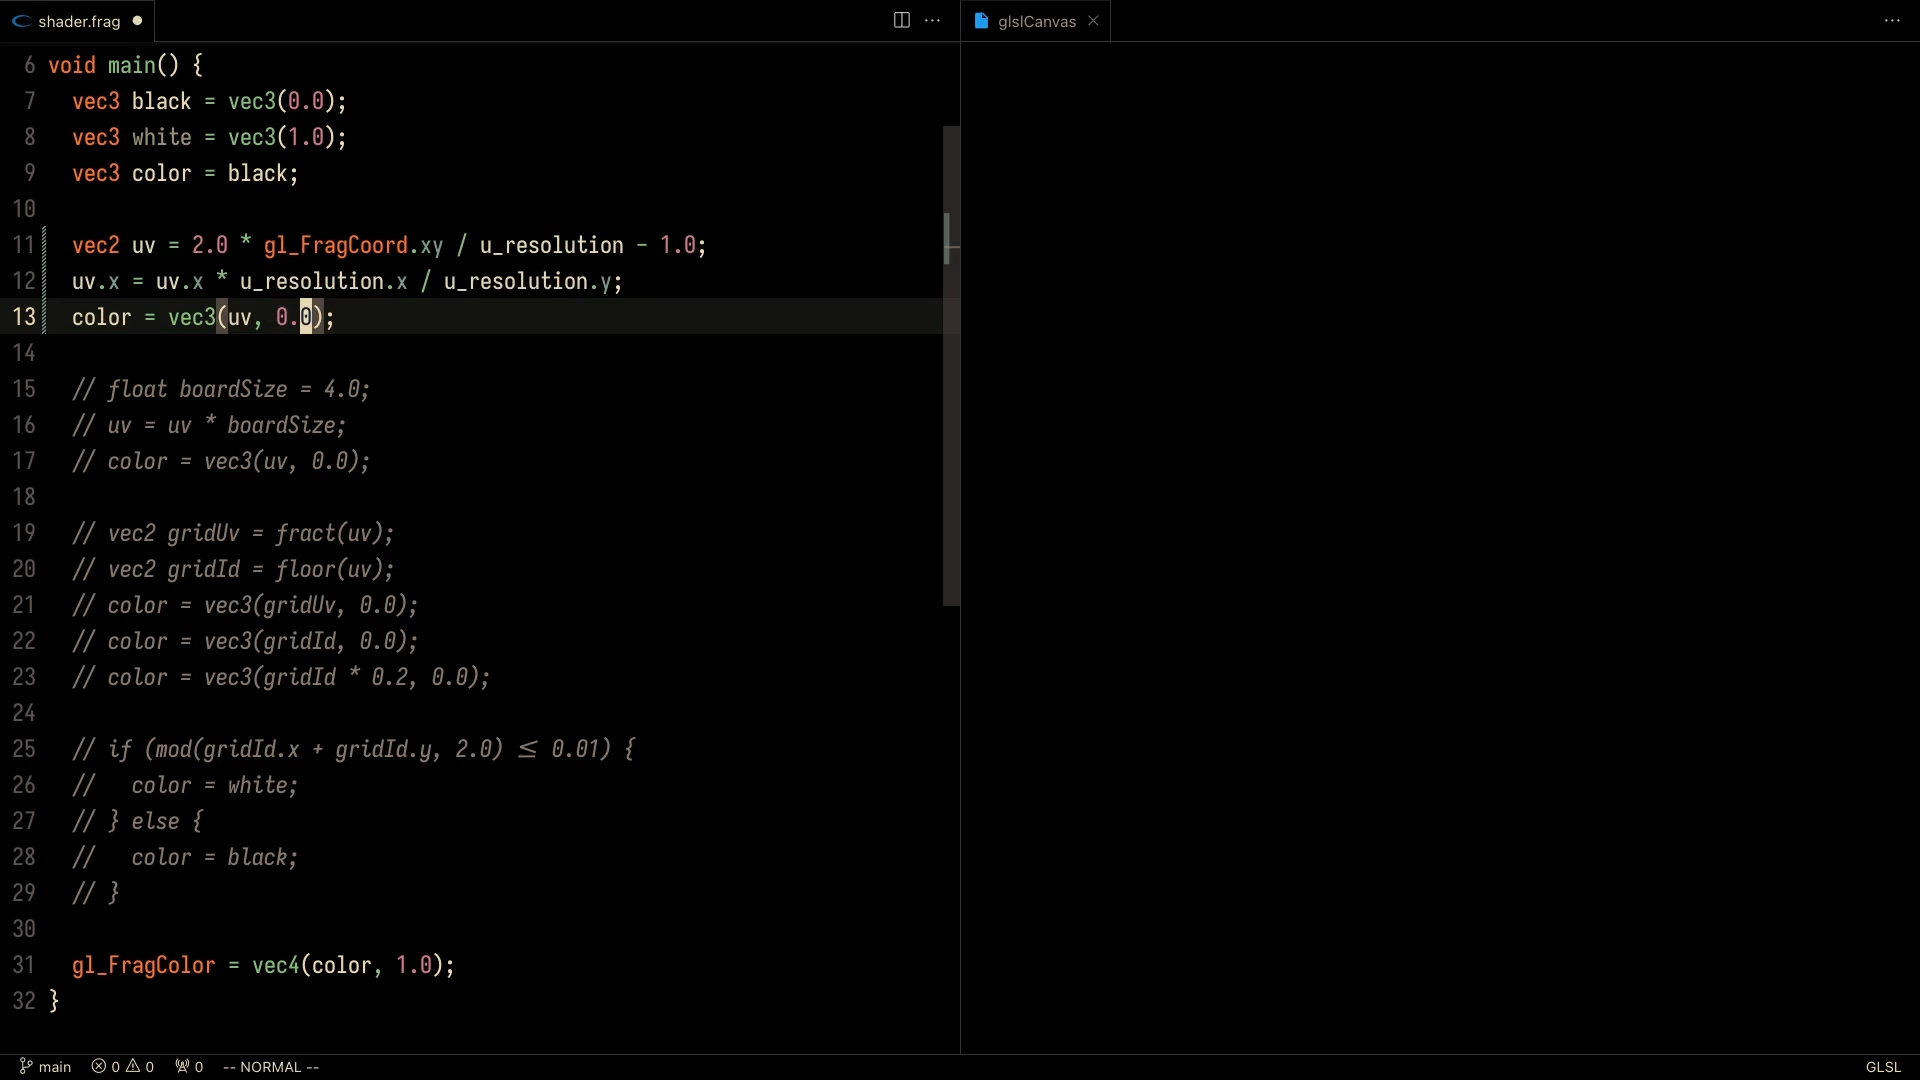 shader.frag
glslCanvas
6 void main() {
7 vec3 black = vec3(0.0);
8 vec3 white = vec3(1.0);
9 vec3 color = black;
10
11 vec2 uv = 2.0 * gl_FragCoord.xy / u_resolution - 1.0;
12 uv.x = uv.x * u_resolution.x / u_resolution.y;
13 color = vec3(uv, 0.0);
14
15 // float boardSize = 4.0;
16 // uv = uv * boardSize;
17 // color = vec3(uv, 0.0);
18
19 // vec2 gridUv = fract(uv);
20 // vec2 gridId = floor(uv);
21 // color = vec3(gridUv, 0.0);
22 // color = vec3(gridId, 0.0);
23 // color = vec3(gridId * 0.2, 0.0);
24
25 // if (mod(gridId.x + gridId.y, 2.0) ≤ 0.01) {
26 //   color = white;
27 // } else {
28 //   color = black;
29 // }
30
31 gl_FragColor = vec4(color, 1.0);
32 }
main 0 0 0 -- NORMAL -- GLSL